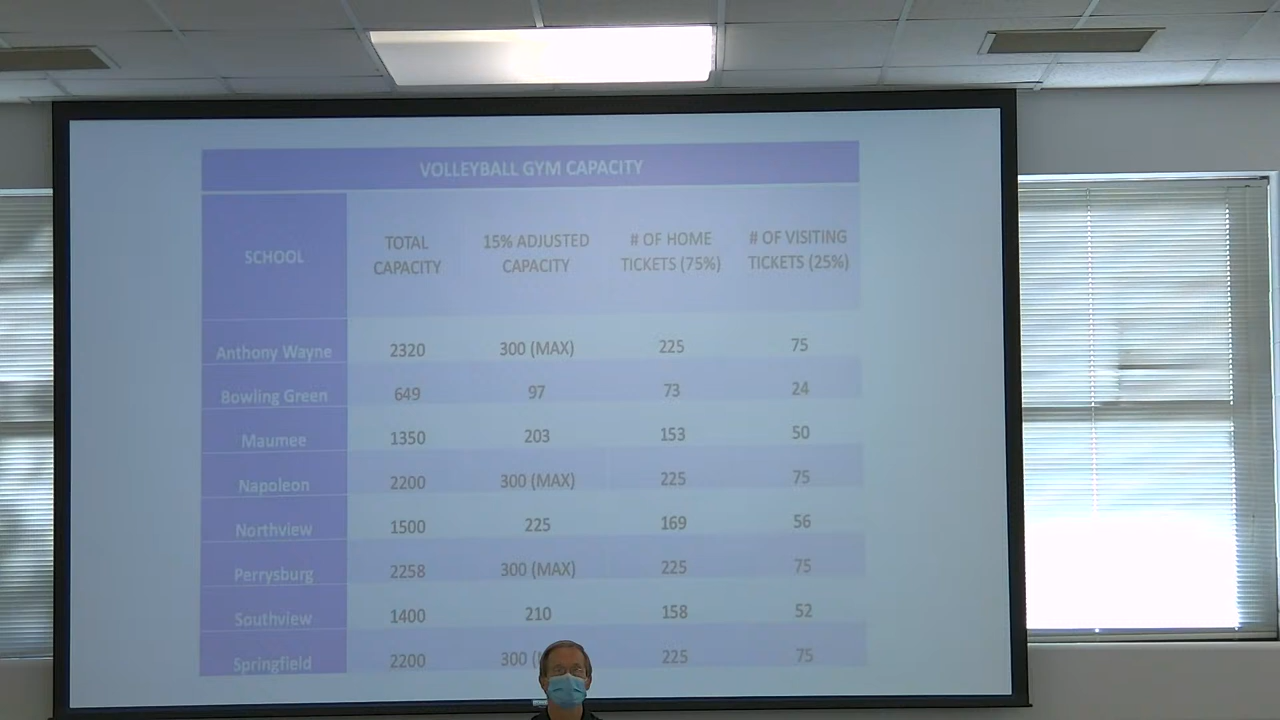 VOLLEYBALL GYM CAPACITY
SCHOOL TOTAL CAPACITY 15% ADJUSTED CAPACITY # OF HOME TICKETS (75%) # OF VISITING TICKETS (25%)
Anthony Wayne 2320 300 (MAX) 225 75
Bowling Green 649 97 73 24
Maumee 1350 203 153 50
Napoleon 2200 300 (MAX) 225 75
Northview 1500 225 169 56
Perrysburg 2258 300 (MAX) 225 75
Southview 1400 210 158 52
Springfield 2200 300 225 75